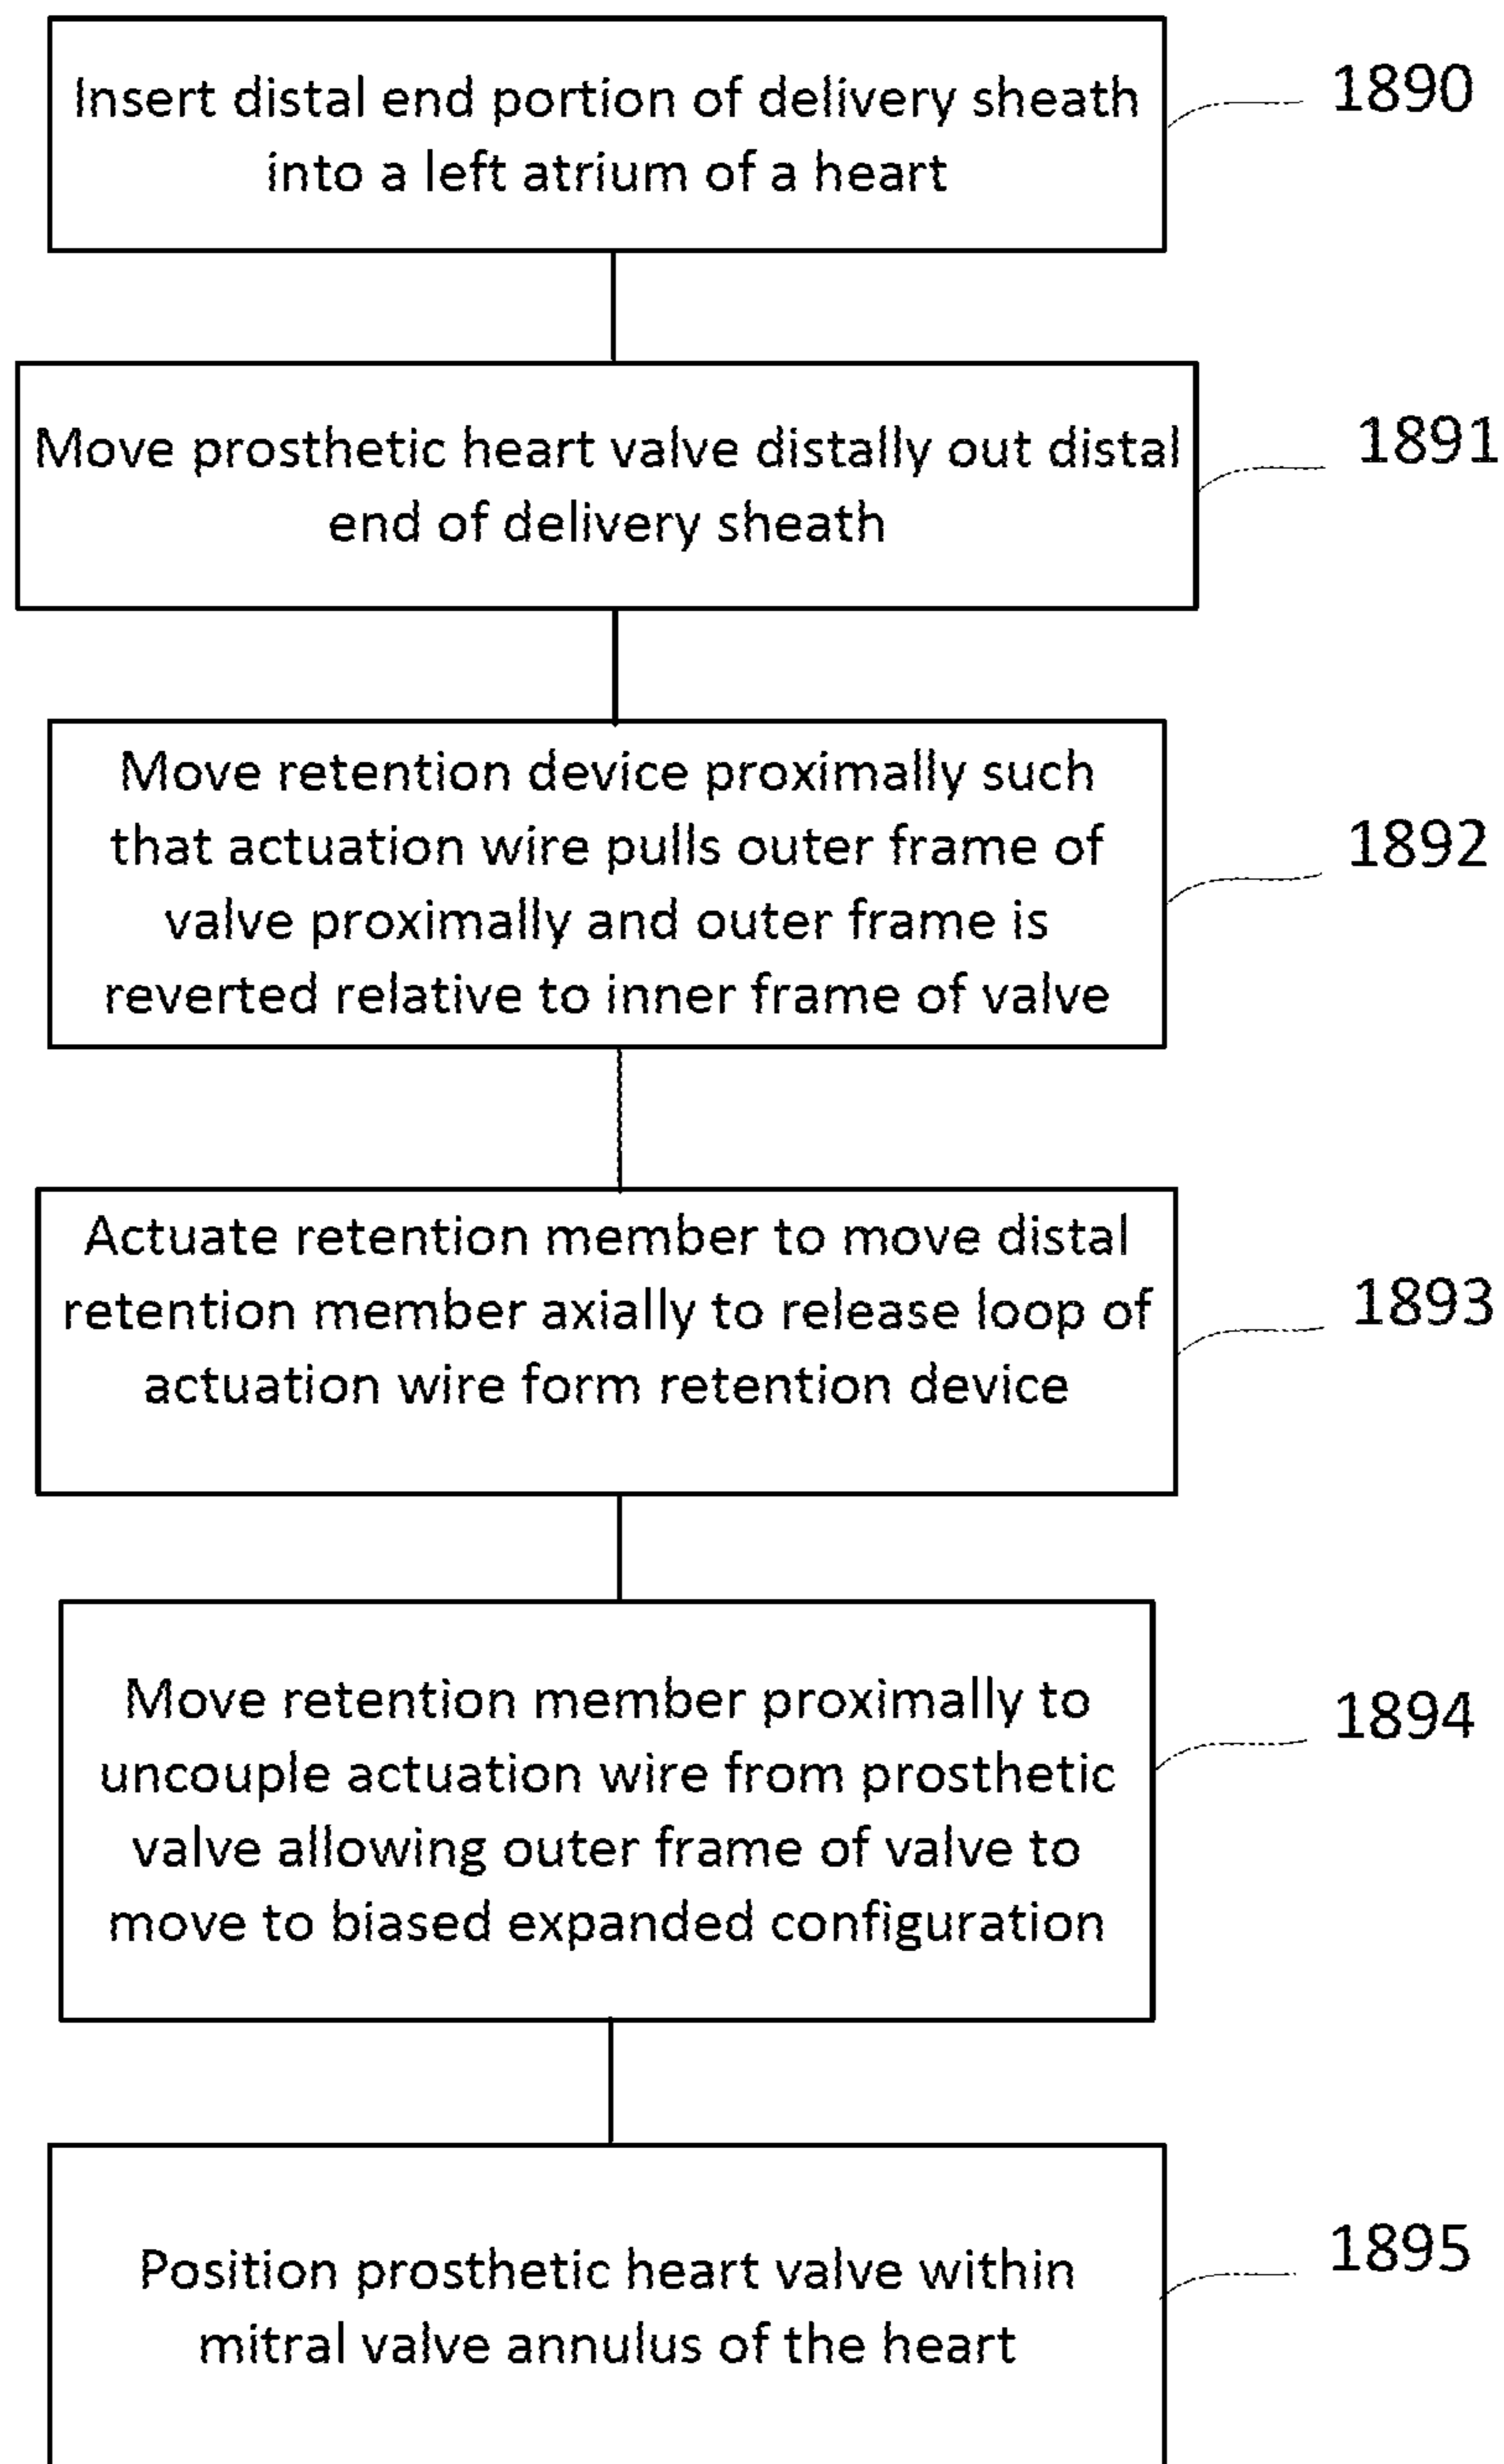 Insert distal end portion of delivery sheath
into a left atrium of a heart
1890
Move prosthetic heart valve distally out distal
end of delivery sheath
1891
Move retention device proximally such
that actuation wire pulls outer frame of
valve proximally and outer frame is
reverted relative to inner frame of valve
1892
Actuate retention member to move distal
retention member axially to release loop of
actuation wire form retention device
1893
Move retention member proximally to
uncouple actuation wire from prosthetic
valve allowing outer frame of valve to
move to biased expanded configuration
1894
Position prosthetic heart valve within
mitral valve annulus of the heart
1895